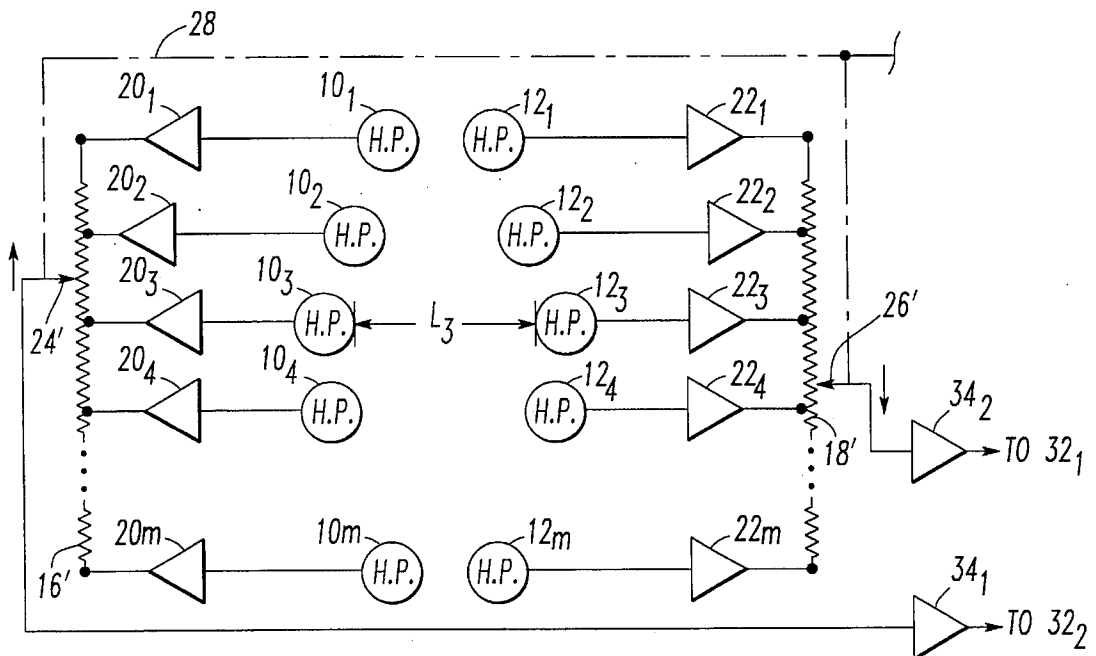 28
20₁ 10₁ 12₁ 22₁
H.P. H.P.
20₂ 10₂ 12₂ 22₂
H.P. H.P.
20₃ 10₃ 12₃ 22₃ 26'
24' H.P. L₃ H.P.
20₄ 10₄ 12₄ 22₄
H.P. H.P. 18' 34₂
TO 32₁
20m 10m 12m 22m
16' H.P. H.P. 34₁
TO 32₂